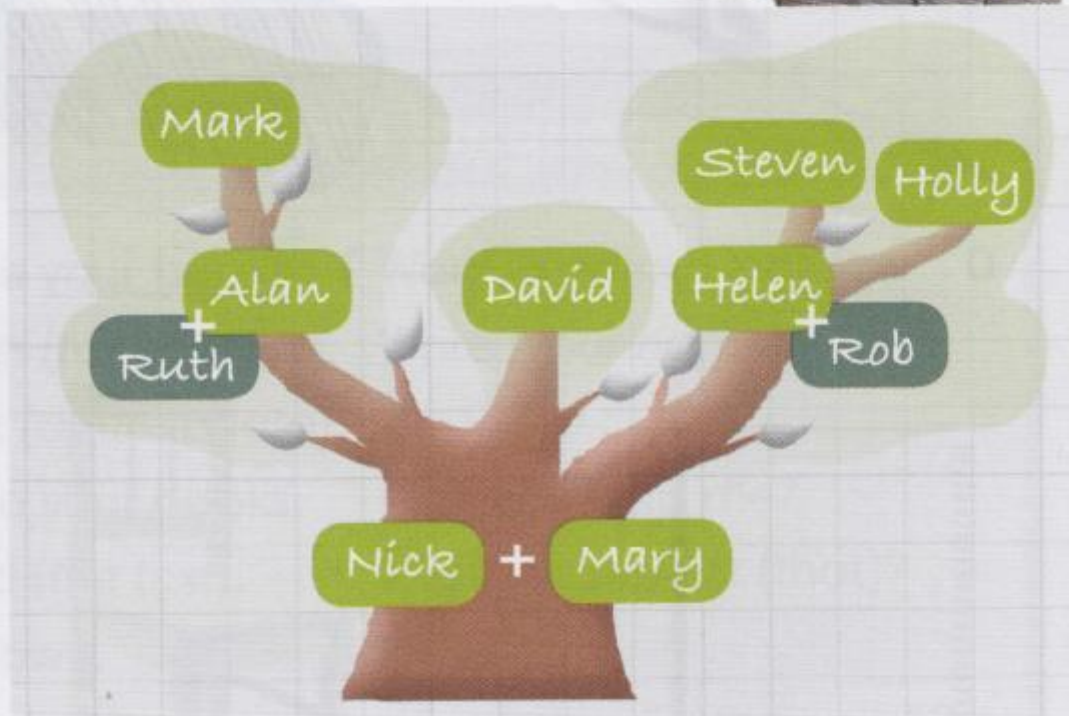 Mark
Steven
Holly
Alan
David
Helen
+
+
Ruth
Rob
Nick + Mary